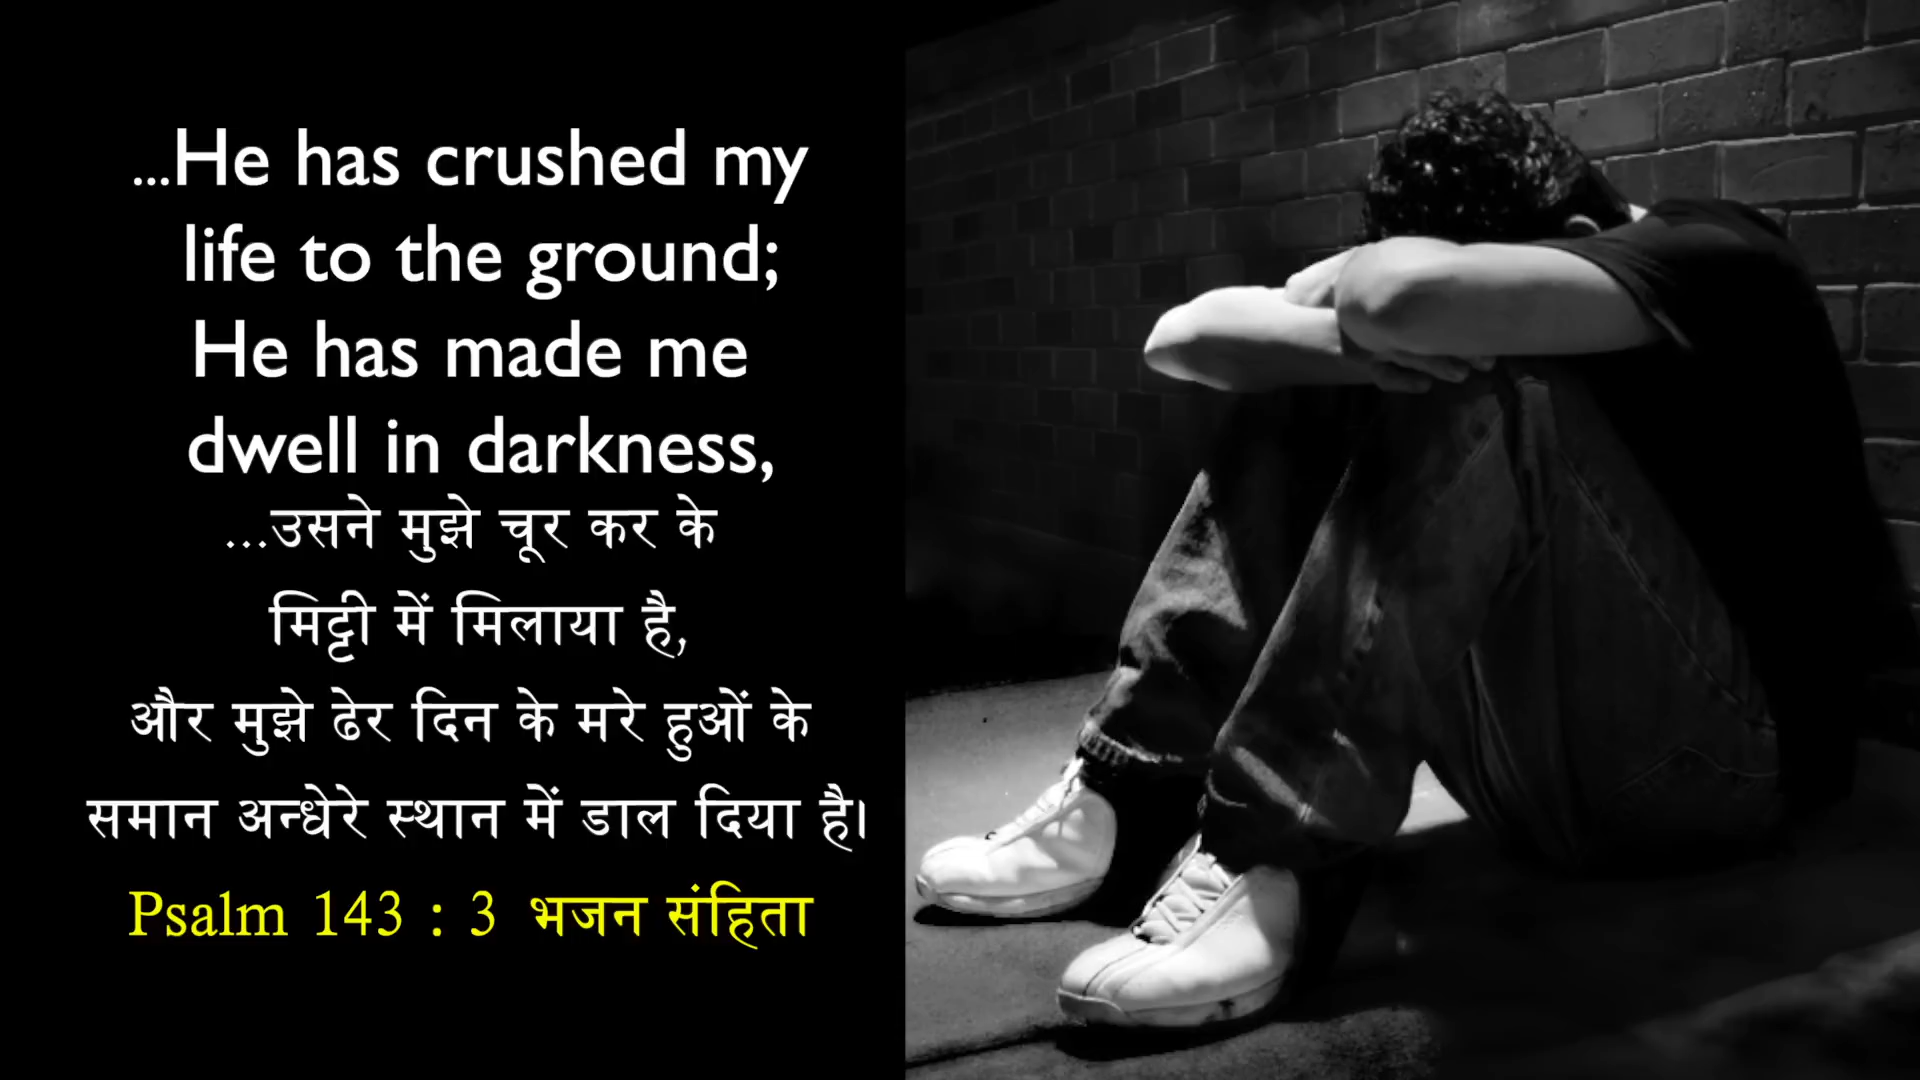 ...He has crushed my
life to the ground;
He has made me
dwell in darkness,
...उसने मुझे चूर कर के
मिट्टी में मिलाया है,
और मुझे ढेर दिन के मरे हुओं के
समान अन्धेरे स्थान में डाल दिया है।
Psalm 143 : 3 भजन संहिता